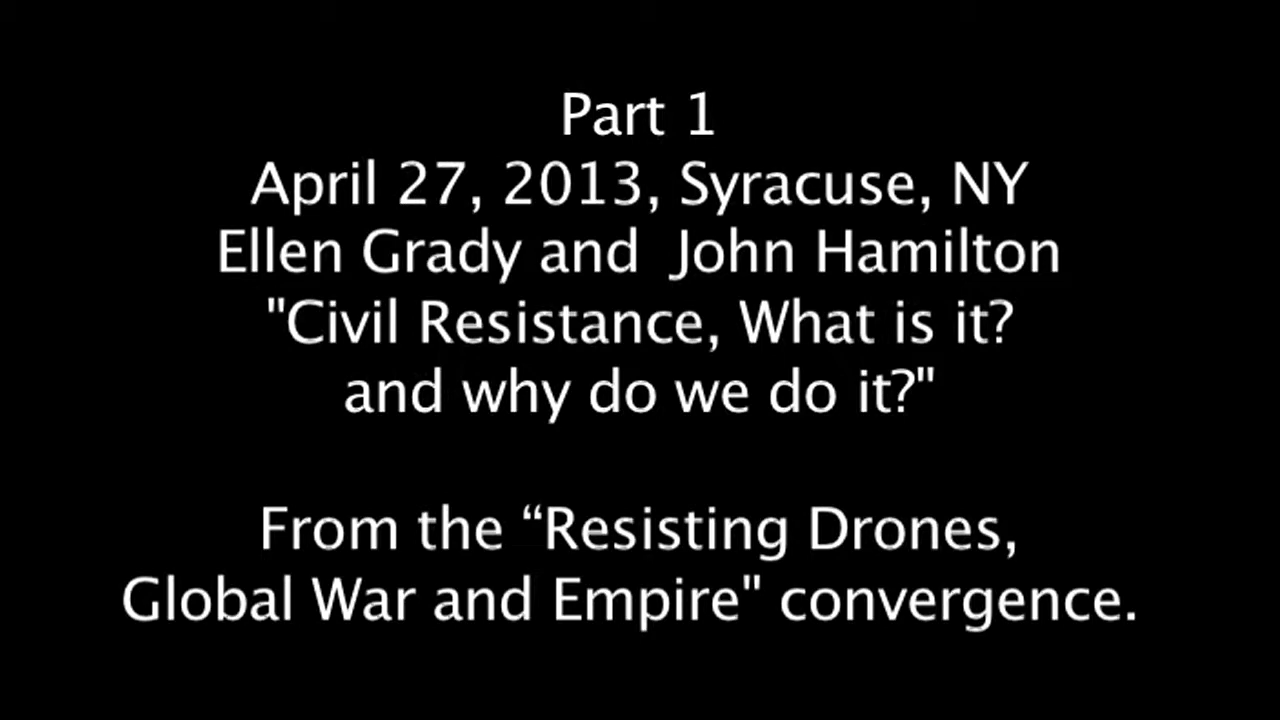 Part 1
April 27, 2013, Syracuse, NY
Ellen Grady and  John Hamilton
"Civil Resistance, What is it?
and why do we do it?"
From the “Resisting Drones,
Global War and Empire" convergence.